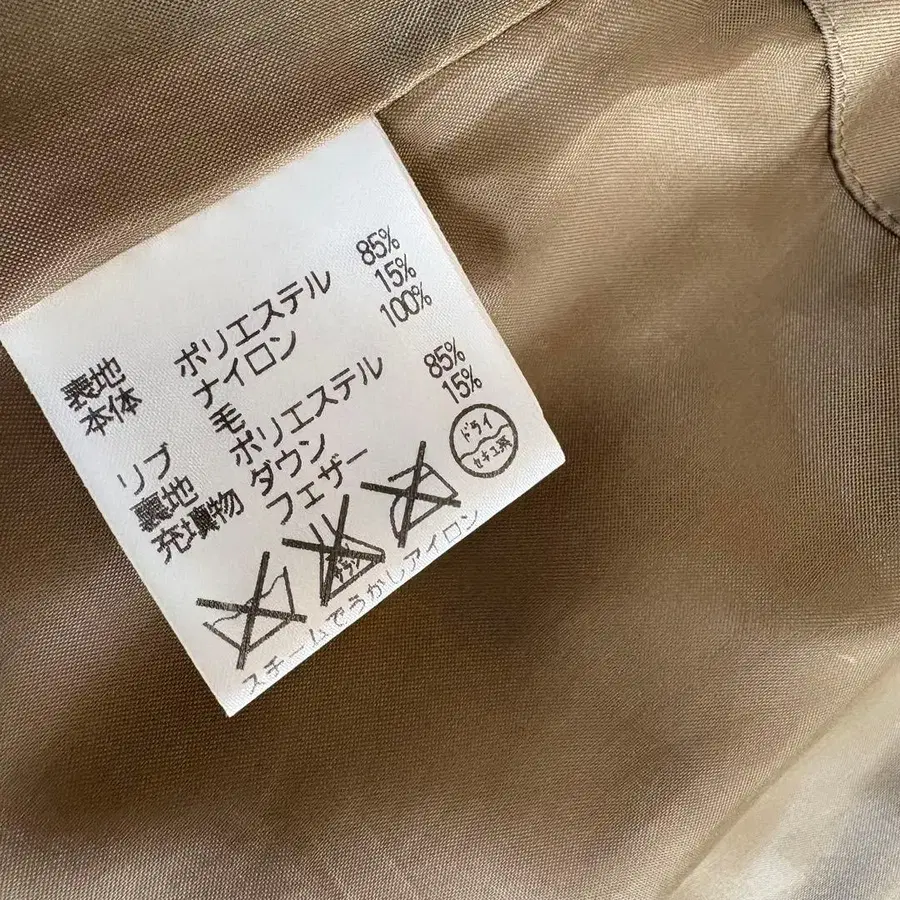 表地 ポリエステル 85%
本体 ナイロン 15%
リブ 毛 100%
裏地 ポリエステル
充填物 ダウン 85%
フェザー 15%
ドライ
セキユ系
スチームでうかしアイロン